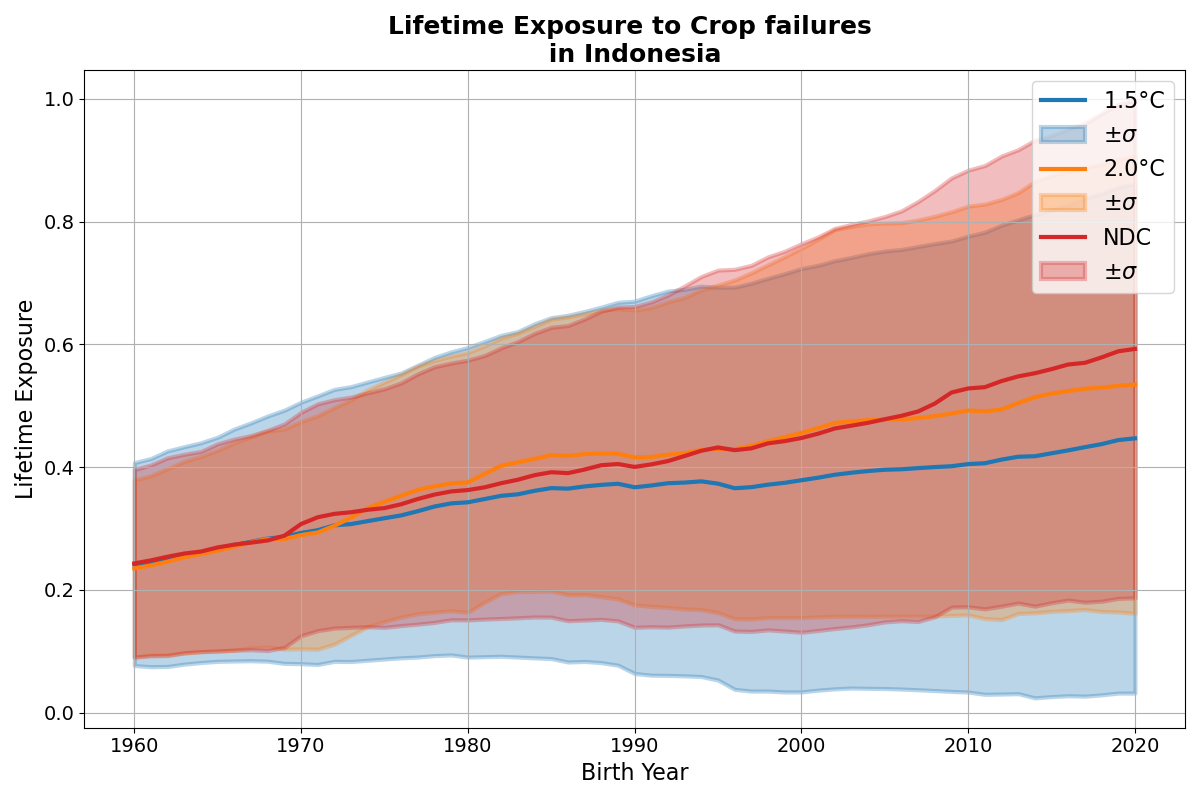 Lifetime Exposure to Crop failures
in Indonesia
Lifetime Exposure
1.0
0.8
0.6
0.4
0.2
0.0
1960 1970 1980 1990 2000 2010 2020
Birth Year
1.5°C
±σ
2.0°C
±σ
NDC
±σ